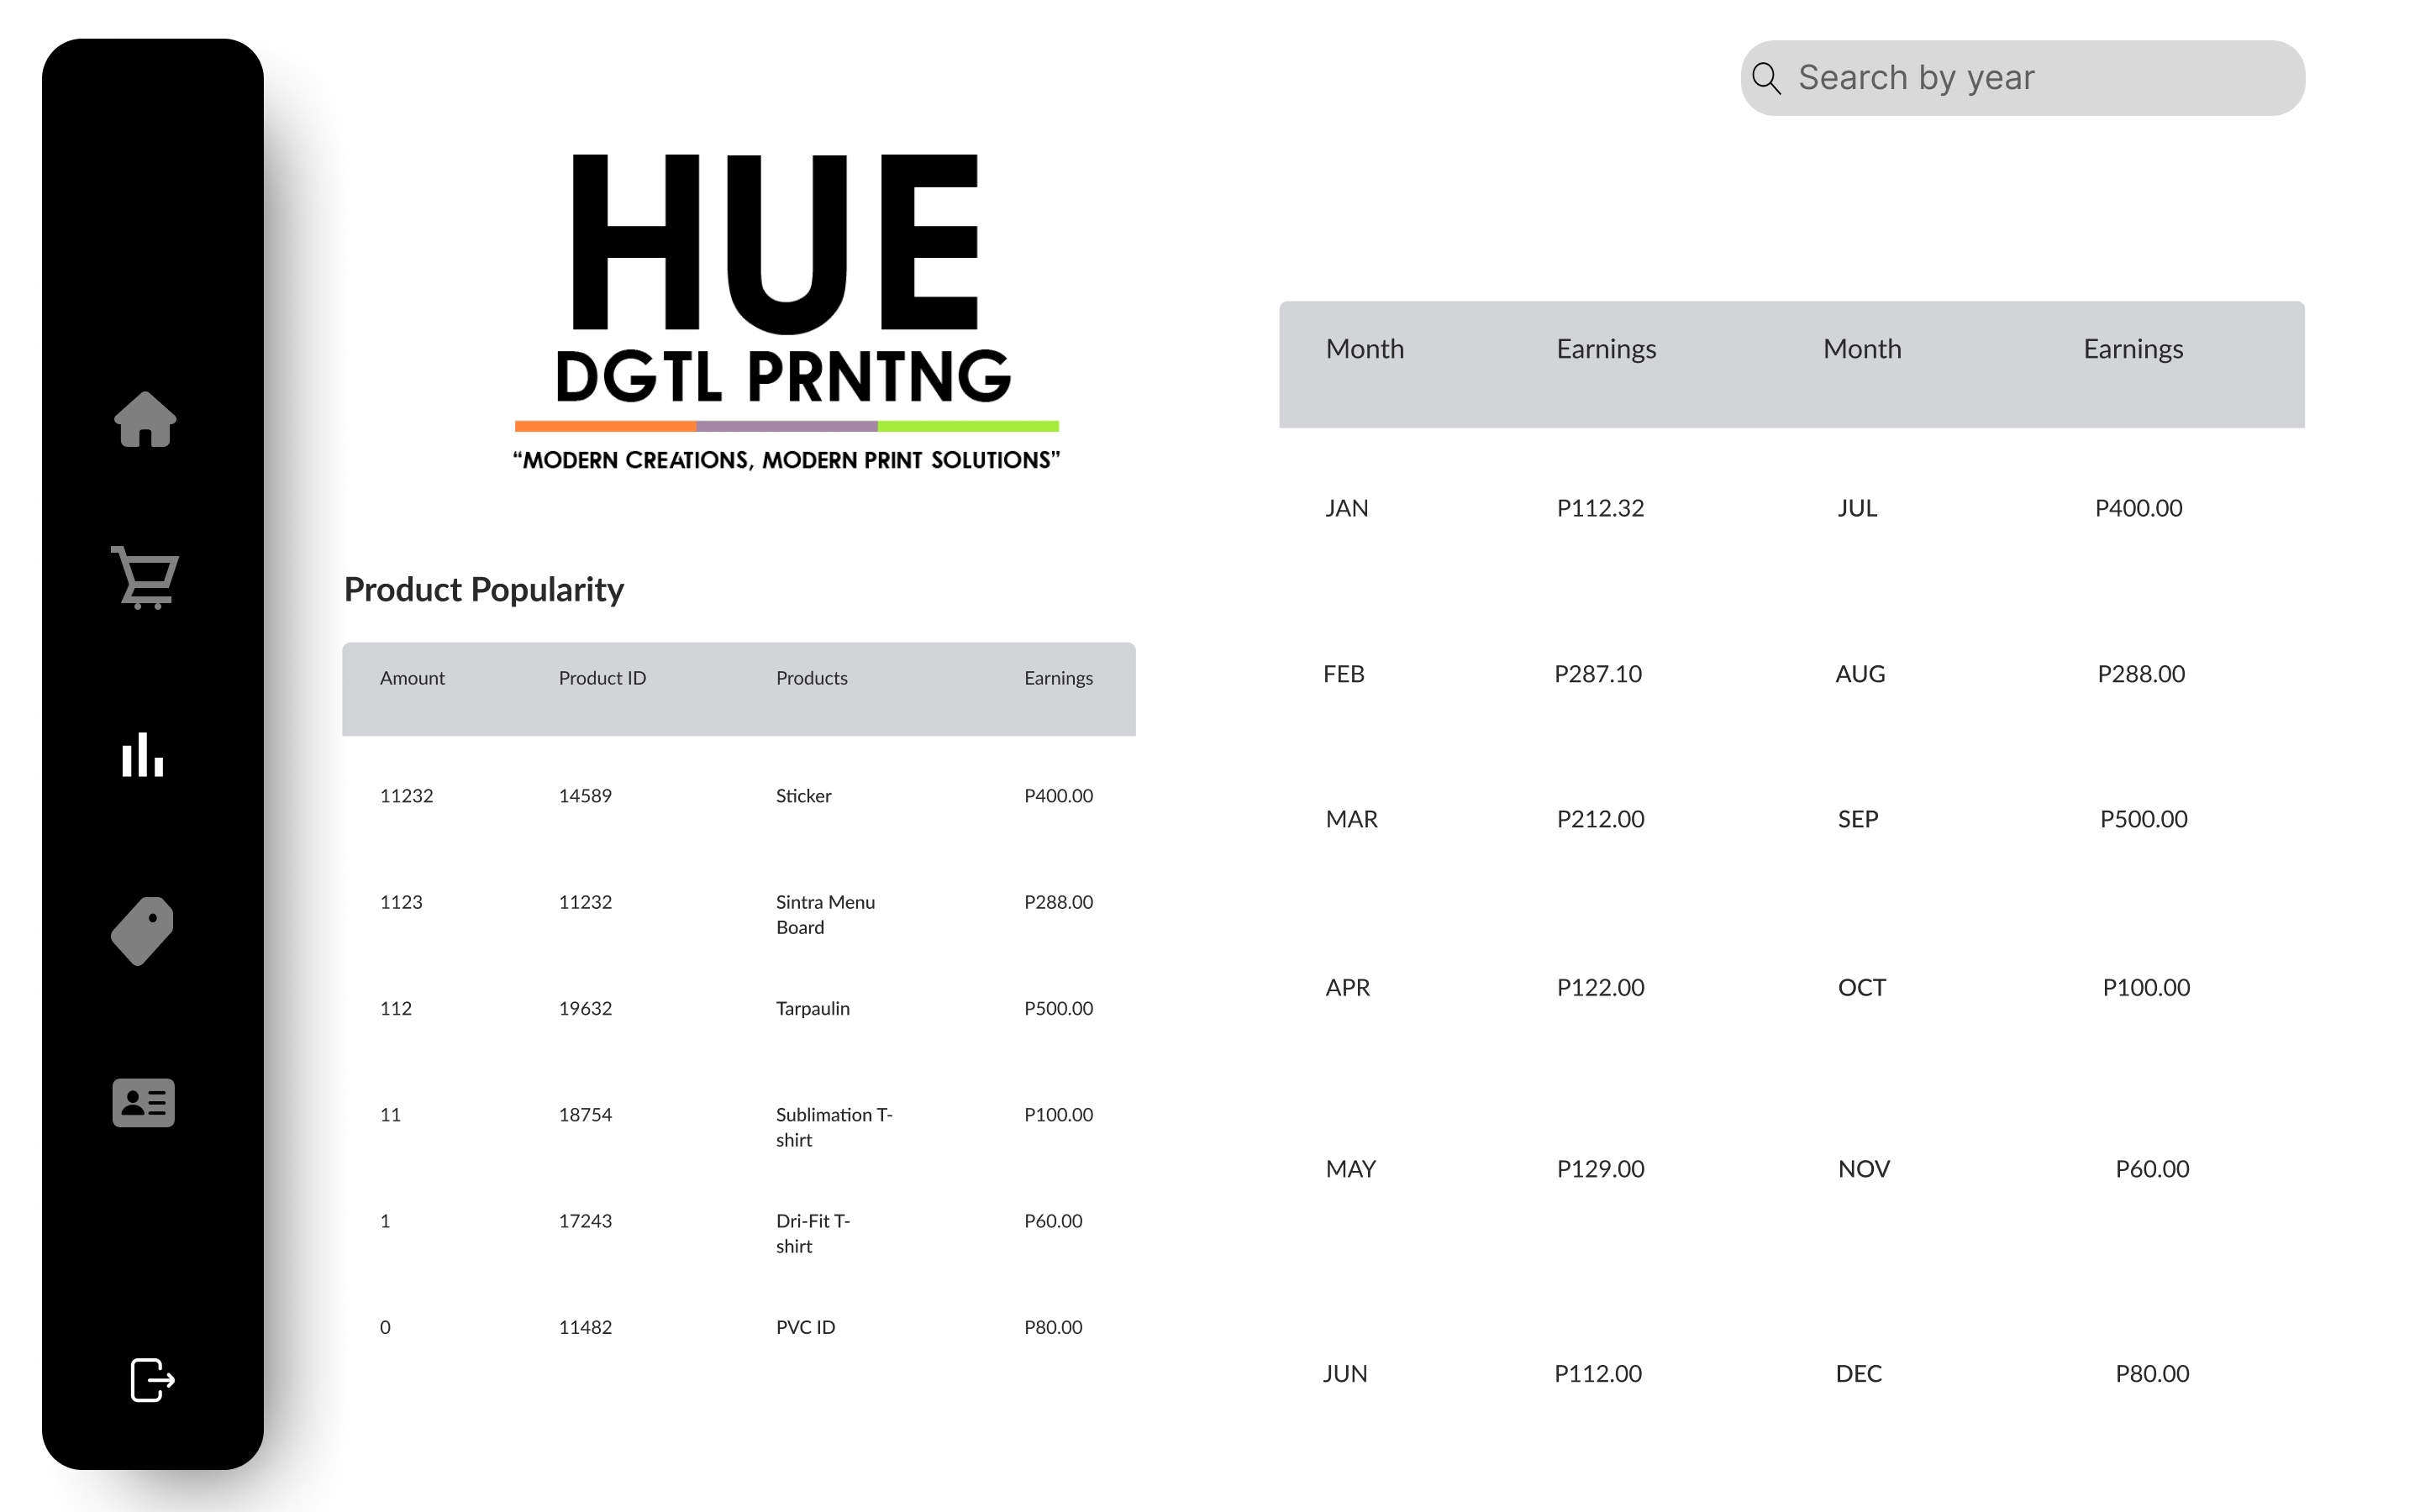 Search by year
HUE
DGTL PRNTNG
“MODERN CREATIONS, MODERN PRINT SOLUTIONS”
Product Popularity
Amount Product ID Products Earnings
11232 14589 Sticker P400.00
1123 11232 Sintra Menu P288.00
Board
112 19632 Tarpaulin P500.00
11 18754 Sublimation T- P100.00
shirt
1 17243 Dri-Fit T- P60.00
shirt
0 11482 PVC ID P80.00
Month Earnings Month Earnings
JAN P112.32 JUL P400.00
FEB P287.10 AUG P288.00
MAR P212.00 SEP P500.00
APR P122.00 OCT P100.00
MAY P129.00 NOV P60.00
JUN P112.00 DEC P80.00